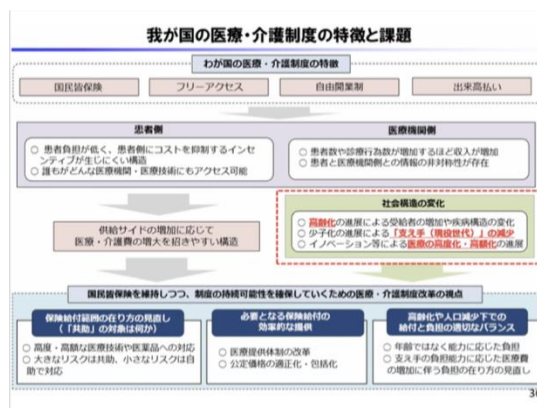 我が国の医療・介護制度の特徴と課題
わが国の医療・介護制度の特徴
国民皆保険
フリーアクセス
自由開業制
出来高払い
患者側
○ 患者負担が低く、患者側にコストを抑制するインセ
ンティブが生じにくい構造
○ 誰もがどんな医療機関・医療技術にもアクセス可能
医療機関側
○ 患者数や診療行為数が増加するほど収入が増加
○ 患者と医療機関側との情報の非対称性が存在
供給サイドの増加に応じて
医療・介護費の増大を招きやすい構造
社会構造の変化
○ 高齢化の進展による受給者の増加や疾病構造の変化
○ 少子化の進展による「支え手（現役世代）」の減少
○ イノベーション等による医療の高度化・高額化の進展
国民皆保険を維持しつつ、制度の持続可能性を確保していくための医療・介護制度改革の視点
保険給付範囲の在り方の見直し
（「共助」の対象は何か）
○ 高度・高額な医療技術や医薬品への対応
○ 大きなリスクは共助、小さなリスクは自
助で対応
必要となる保険給付の
効率的な提供
○ 医療提供体制の改革
○ 公定価格の適正化・包括化
高齢化や人口減少下での
給付と負担の適切なバランス
○ 年齢ではなく能力に応じた負担
○ 支え手の負担能力に応じた医療費
の増加に伴う負担の在り方の見直し